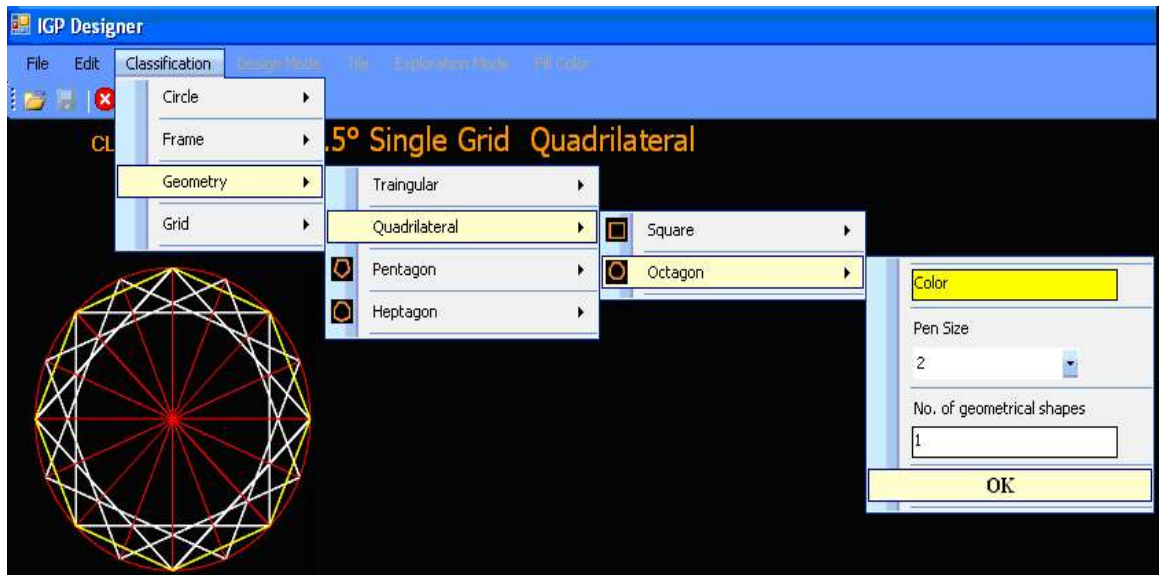 IGP Designer
File Edit Classification Design Mode Tile Exploration Mode Fill Color
Circle
CL
Frame
.5° Single Grid Quadrilateral
Geometry
Traingular
Grid
Quadrilateral
Square
Pentagon
Octagon
Color
Heptagon
Pen Size
2
No. of geometrical shapes
1
OK